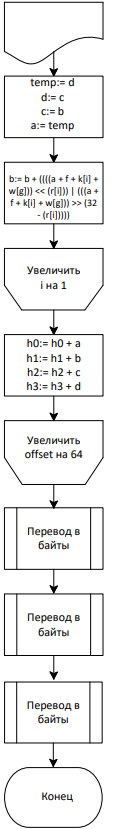 temp:= d
d:= c
c:= b
a:= temp
b:= b + ((((a + f + k[i] +
w[g])) << (r[i])) | (((a +
f + k[i] + w[g])) >> (32
- (r[i]))))
Увеличить
i на 1
h0:= h0 + a
h1:= h1 + b
h2:= h2 + c
h3:= h3 + d
Увеличить
offset на 64
Перевод в
байты
Перевод в
байты
Перевод в
байты
Конец